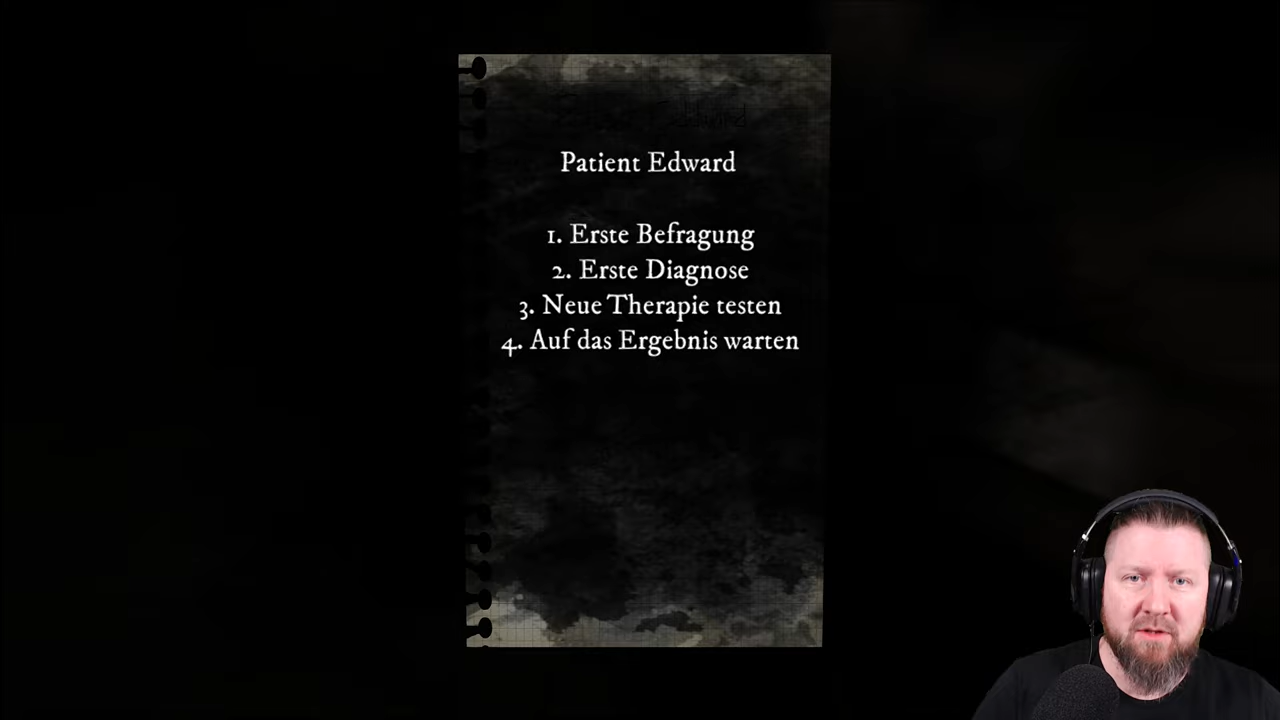 Patient Edward
1. Erste Befragung
2. Erste Diagnose
3. Neue Therapie testen
4. Auf das Ergebnis warten